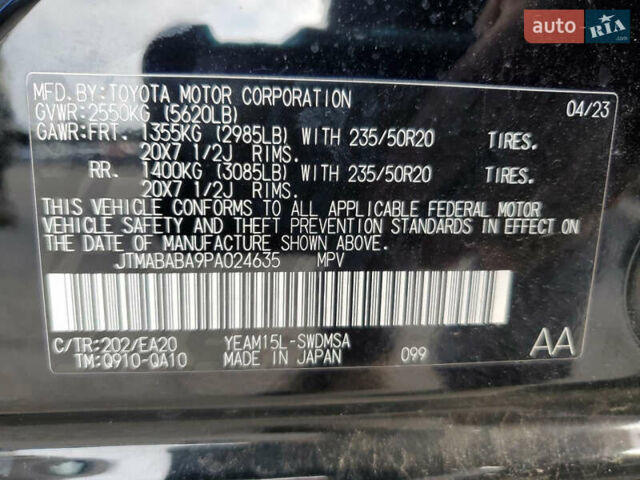 AUTO RIA .com
MFD.BY:TOYOTA MOTOR CORPORATION 04/23
GVWR:2550KG (5620LB)
GAWR:FRT. 1355KG (2985LB) WITH 235/50R20 TIRES.
20X7 1/2J RIMS.
RR. 1400KG (3085LB) WITH 235/50R20 TIRES.
20X7 1/2J RIMS.
THIS VEHICLE CONFORMS TO ALL APPLICABLE FEDERAL MOTOR
VEHICLE SAFETY AND THEFT PREVENTION STANDARDS IN EFFECT ON
THE DATE OF MANUFACTURE SHOWN ABOVE.
JTMABABA9PA024635 MPV
C/TR:202/EA20 YEAM15L-SWDMSA
TM:Q910-QA10 MADE IN JAPAN 099 AA